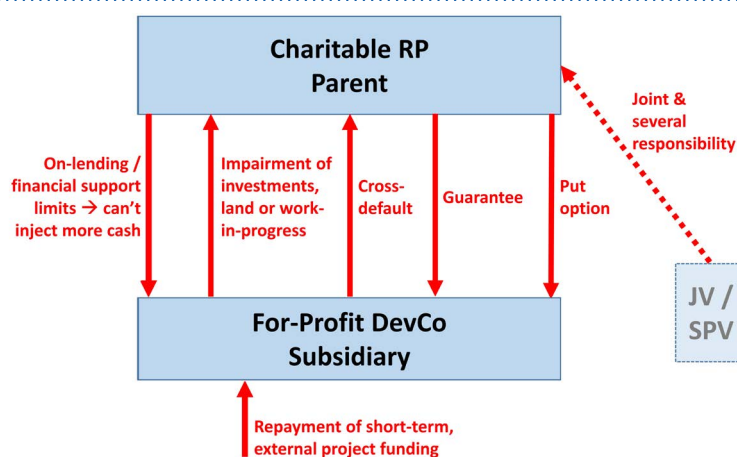 Charitable RP
Parent
Joint &
several
responsibility
On-lending /
financial support
limits → can't
inject more cash
Impairment of
investments,
land or work-
in-progress
Cross-
default
Guarantee
Put
option
JV /
SPV
For-Profit DevCo
Subsidiary
Repayment of short-term,
external project funding